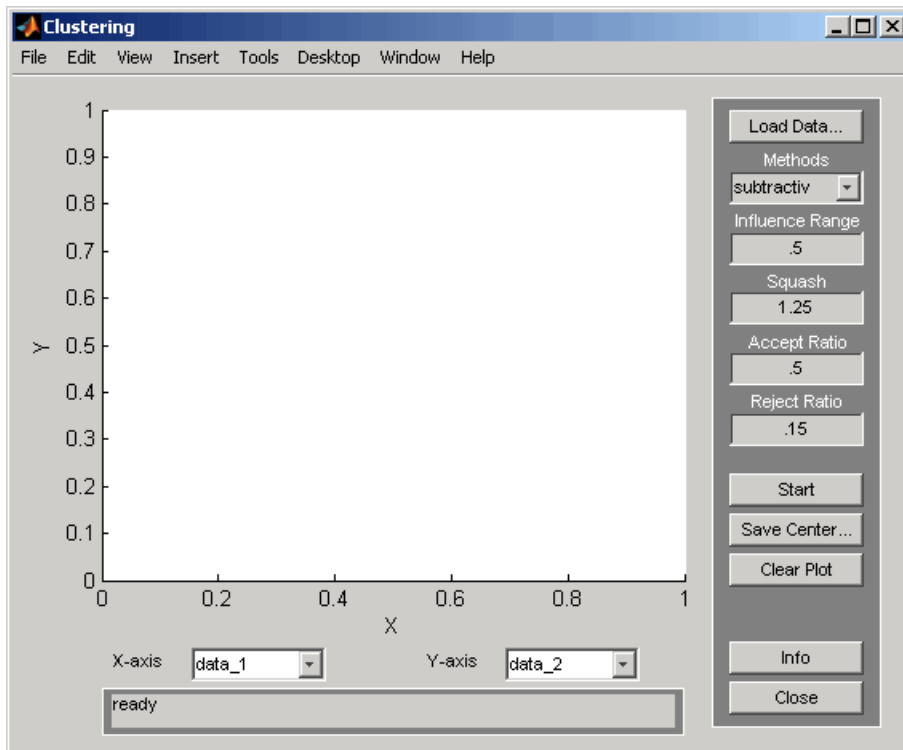 Clustering
File Edit View Insert Tools Desktop Window Help
1
0.9
0.8
0.7
0.6
0.5
0.4
0.3
0.2
0.1
0
Y
0 0.2 0.4 0.6 0.8 1
X
X-axis data_1 Y-axis data_2
ready
Load Data...
Methods
subtractiv
Influence Range
.5
Squash
1.25
Accept Ratio
.5
Reject Ratio
.15
Start
Save Center...
Clear Plot
Info
Close